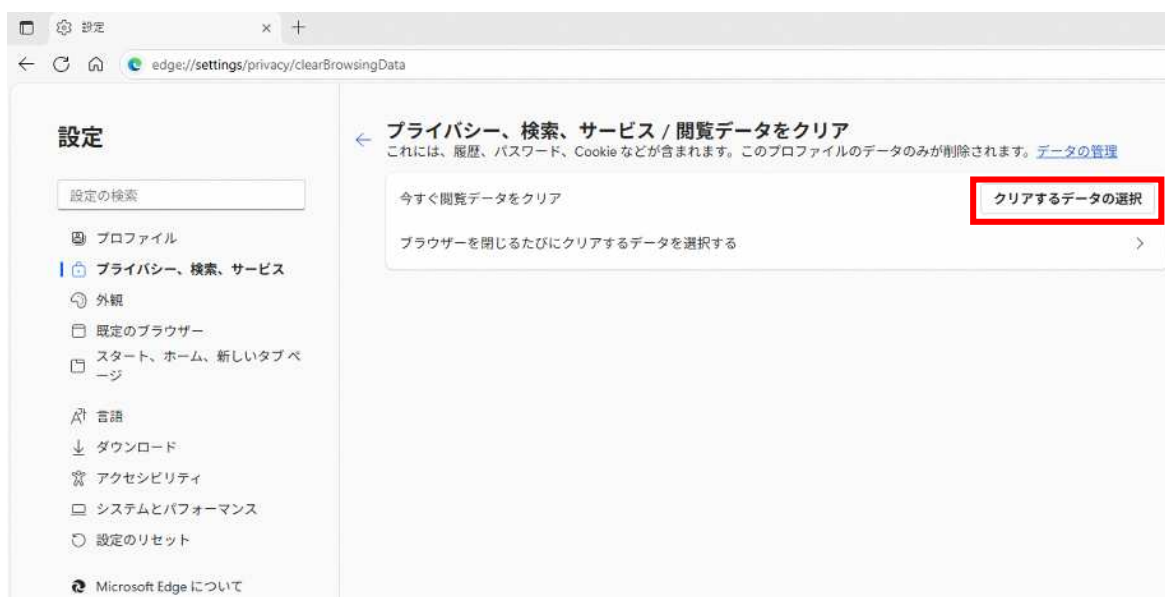 設定
edge://settings/privacy/clearBrowsingData
設定
設定の検索
プロファイル
プライバシー、検索、サービス
外観
既定のブラウザー
スタート、ホーム、新しいタブ ペ
ージ
言語
ダウンロード
アクセシビリティ
システムとパフォーマンス
設定のリセット
Microsoft Edge について
プライバシー、検索、サービス / 閲覧データをクリア
これには、履歴、パスワード、Cookie などが含まれます。このプロファイルのデータのみが削除されます。データの管理
今すぐ閲覧データをクリア
クリアするデータの選択
ブラウザーを閉じるたびにクリアするデータを選択する